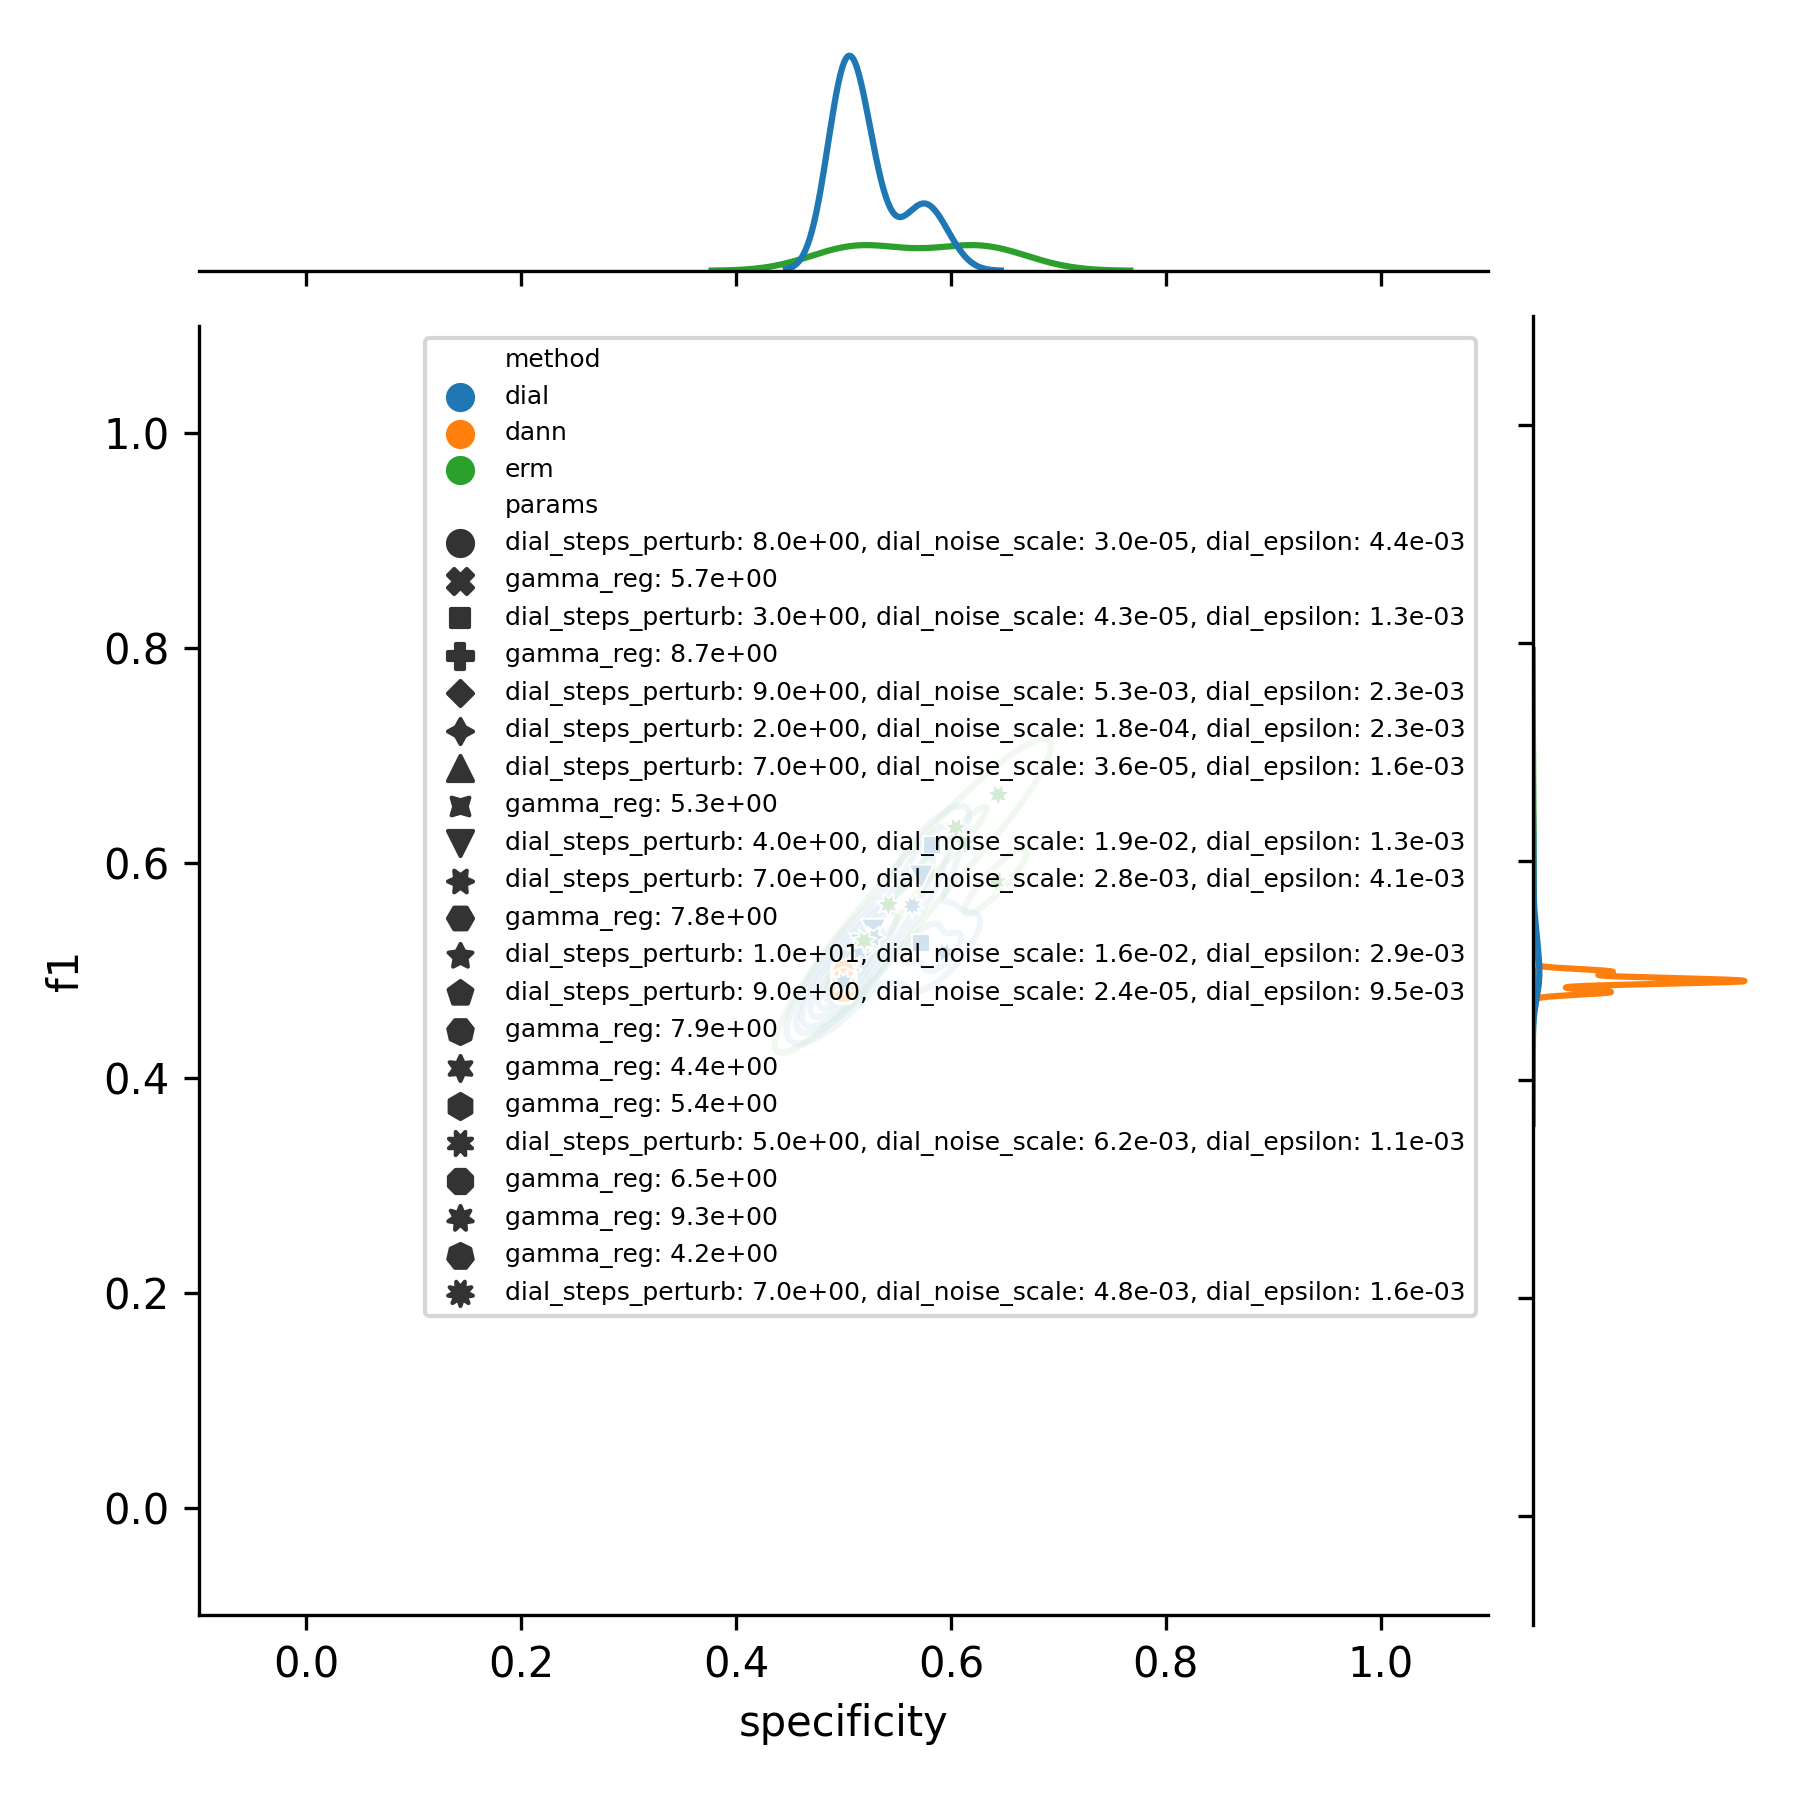 method
dial
dann
erm
params
dial_steps_perturb: 8.0e+00, dial_noise_scale: 3.0e-05, dial_epsilon: 4.4e-03
gamma_reg: 5.7e+00
dial_steps_perturb: 3.0e+00, dial_noise_scale: 4.3e-05, dial_epsilon: 1.3e-03
gamma_reg: 8.7e+00
dial_steps_perturb: 9.0e+00, dial_noise_scale: 5.3e-03, dial_epsilon: 2.3e-03
dial_steps_perturb: 2.0e+00, dial_noise_scale: 1.8e-04, dial_epsilon: 2.3e-03
dial_steps_perturb: 7.0e+00, dial_noise_scale: 3.6e-05, dial_epsilon: 1.6e-03
gamma_reg: 5.3e+00
dial_steps_perturb: 4.0e+00, dial_noise_scale: 1.9e-02, dial_epsilon: 1.3e-03
dial_steps_perturb: 7.0e+00, dial_noise_scale: 2.8e-03, dial_epsilon: 4.1e-03
gamma_reg: 7.8e+00
dial_steps_perturb: 1.0e+01, dial_noise_scale: 1.6e-02, dial_epsilon: 2.9e-03
dial_steps_perturb: 9.0e+00, dial_noise_scale: 2.4e-05, dial_epsilon: 9.5e-03
gamma_reg: 7.9e+00
gamma_reg: 4.4e+00
gamma_reg: 5.4e+00
dial_steps_perturb: 5.0e+00, dial_noise_scale: 6.2e-03, dial_epsilon: 1.1e-03
gamma_reg: 6.5e+00
gamma_reg: 9.3e+00
gamma_reg: 4.2e+00
dial_steps_perturb: 7.0e+00, dial_noise_scale: 4.8e-03, dial_epsilon: 1.6e-03
1.0
0.8
0.6
0.4
0.2
0.0
f1
0.0 0.2 0.4 0.6 0.8 1.0
specificity